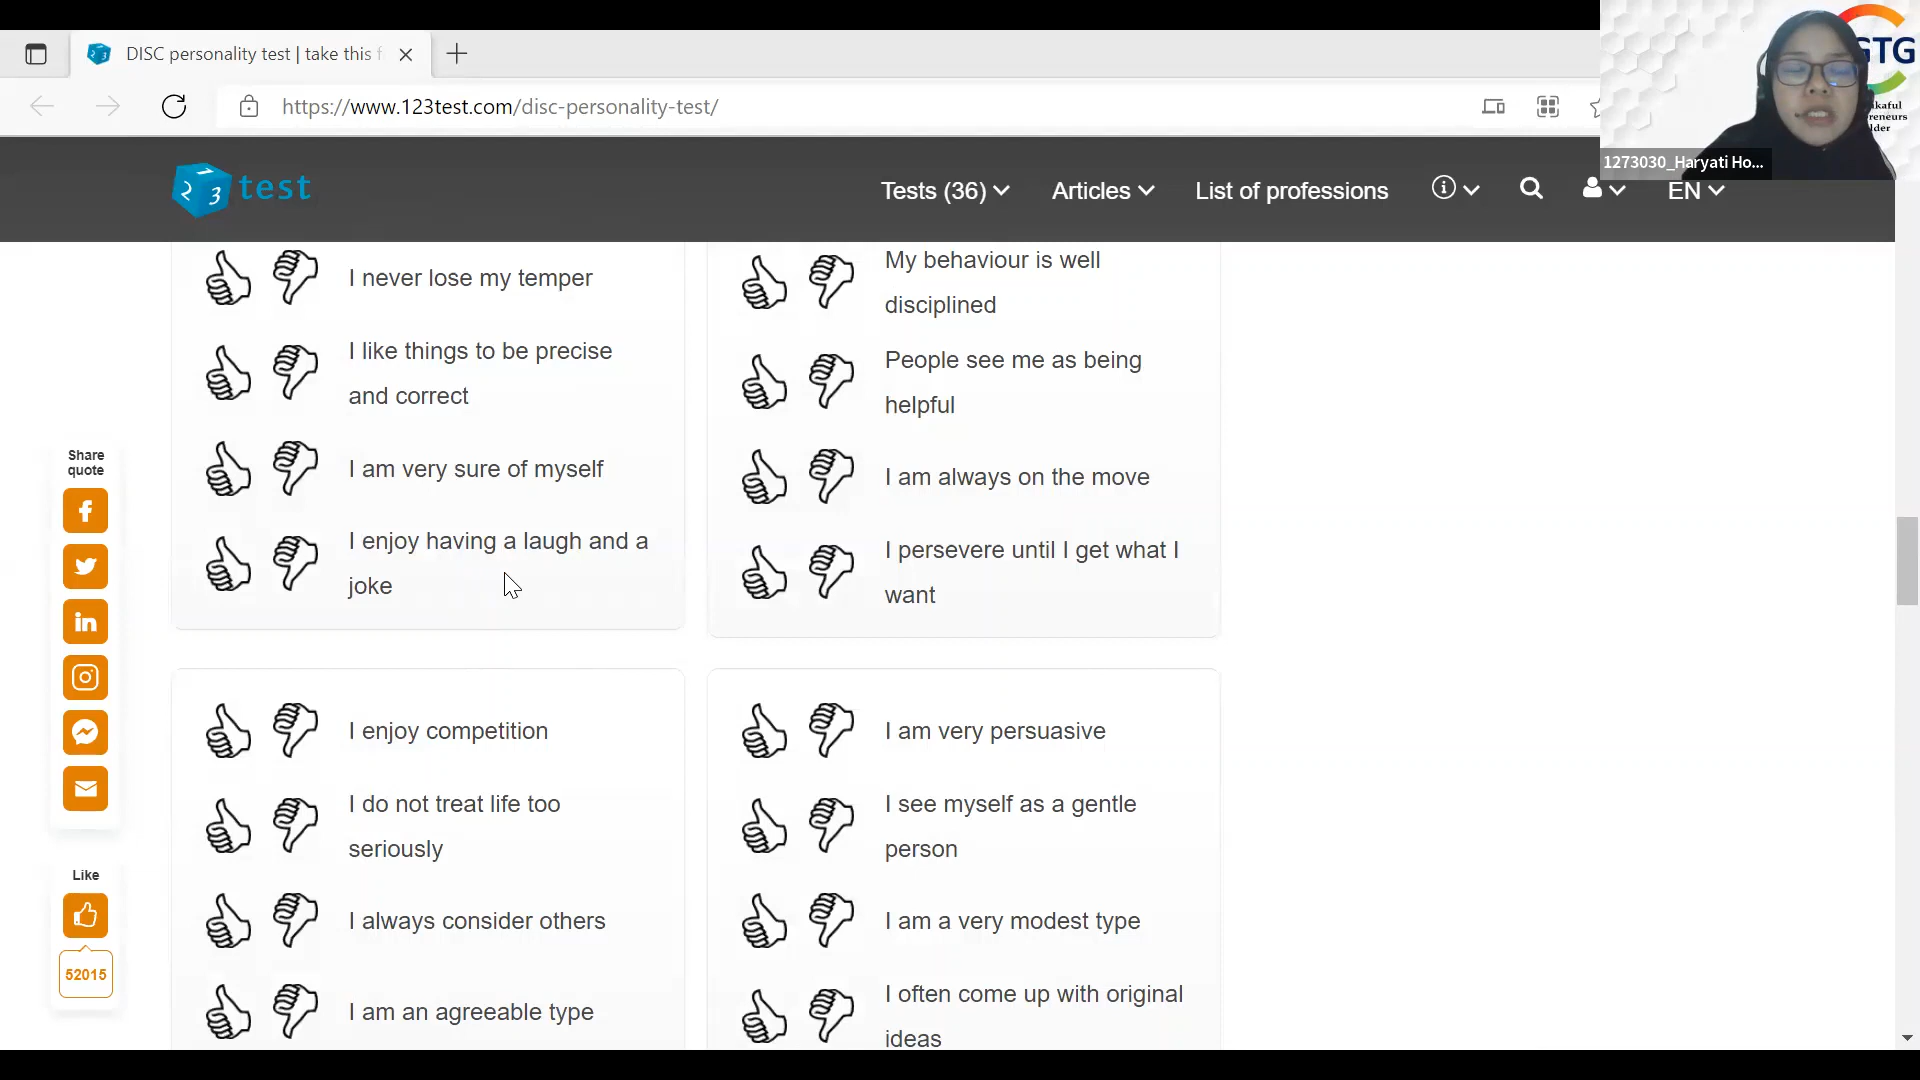 DISC personality test | take this f
https://www.123test.com/disc-personality-test/
GTG
ikaful
reneurs
lder
1273030_Haryati Ho...
123 test
Tests (36)
Articles
List of professions
EN
I never lose my temper
I like things to be precise
and correct
I am very sure of myself
I enjoy having a laugh and a
joke
My behaviour is well
disciplined
People see me as being
helpful
I am always on the move
I persevere until I get what I
want
Share
quote
I enjoy competition
I do not treat life too
seriously
I always consider others
I am an agreeable type
I am very persuasive
I see myself as a gentle
person
I am a very modest type
I often come up with original
ideas
Like
52015